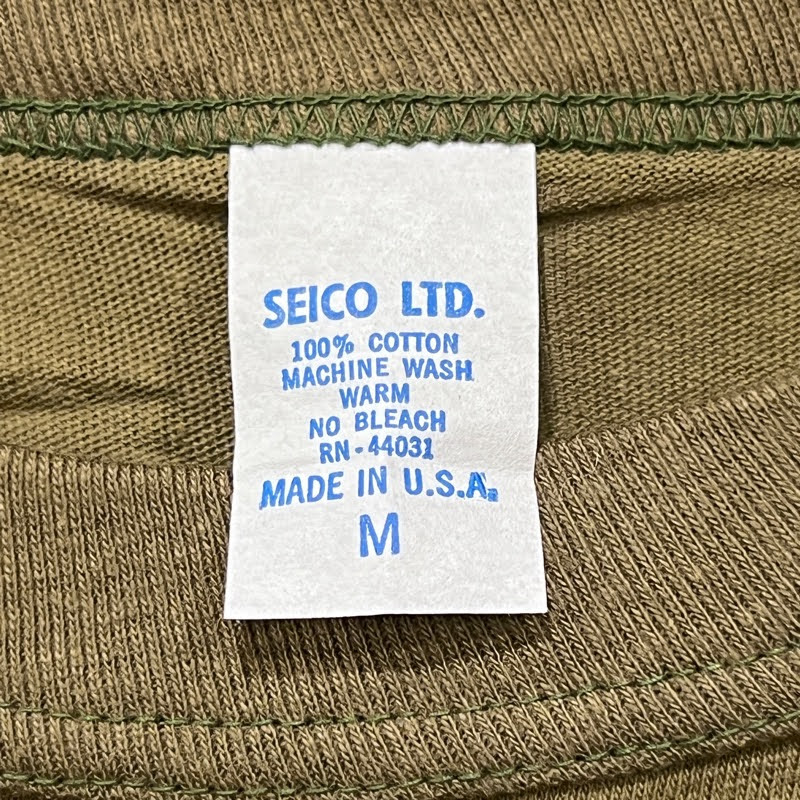 SEICO LTD.
100% COTTON
MACHINE WASH
WARM
NO BLEACH
RN-44031
MADE IN U.S.A.
M